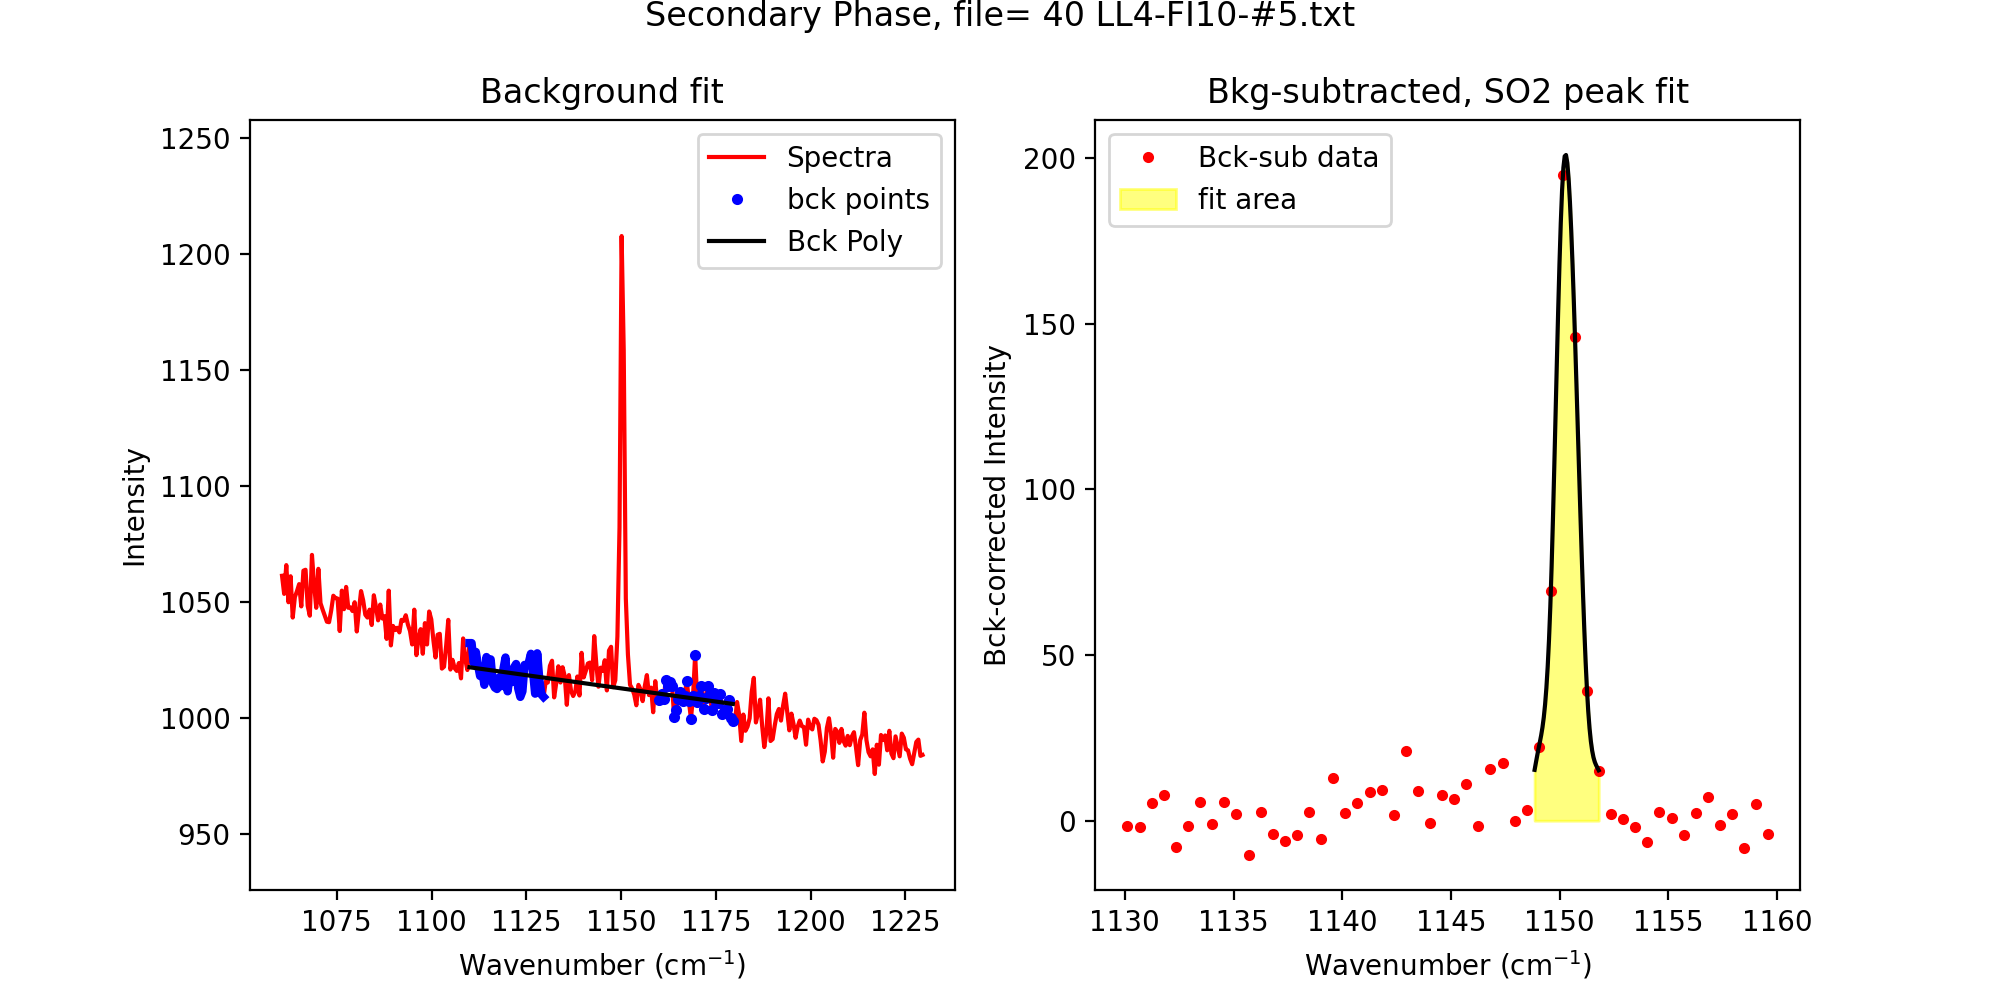 Secondary Phase, file= 40 LL4-FI10-#5.txt
Background fit
1250
1200
1150
1100
1050
1000
950
Intensity
Spectra
bck points
Bck Poly
1075 1100 1125 1150 1175 1200 1225
Wavenumber (cm⁻¹)
Bkg-subtracted, SO2 peak fit
200
150
100
50
0
Bck-corrected Intensity
Bck-sub data
fit area
1130 1135 1140 1145 1150 1155 1160
Wavenumber (cm⁻¹)